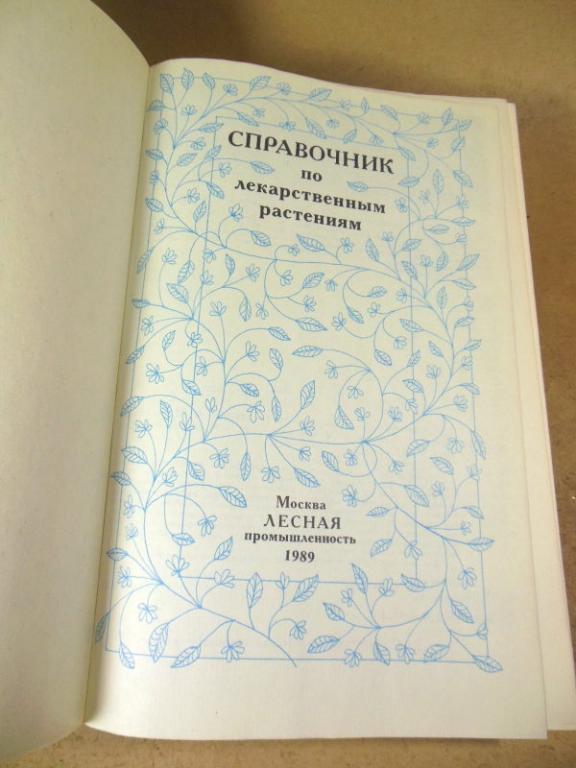 СПРАВОЧНИК
по
лекарственным
растениям
Москва
ЛЕСНАЯ
промышленность
1989